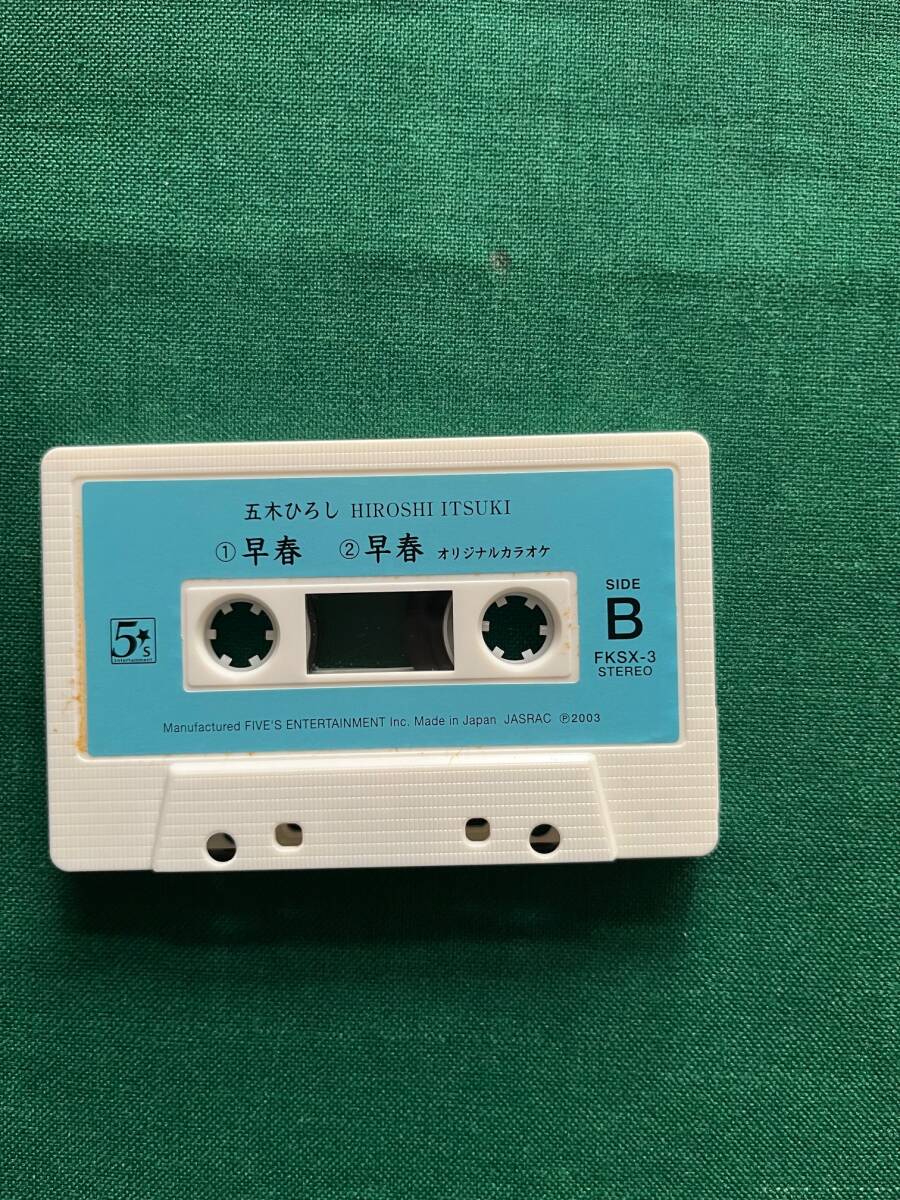 五木ひろし HIROSHI ITSUKI
①早春 ②早春 オリジナルカラオケ
SIDE
B
FKSX-3
STEREO
5's
Entertainment
Manufactured FIVE'S ENTERTAINMENT Inc. Made in Japan JASRAC Ⓟ2003